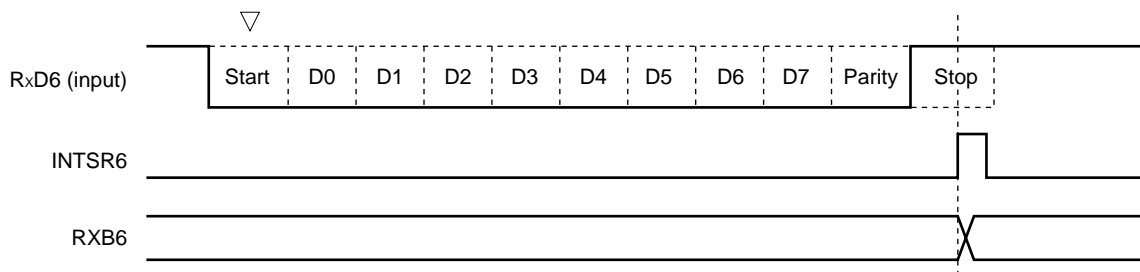 RxD6 (input) Start D0 D1 D2 D3 D4 D5 D6 D7 Parity Stop
INTSR6
RXB6